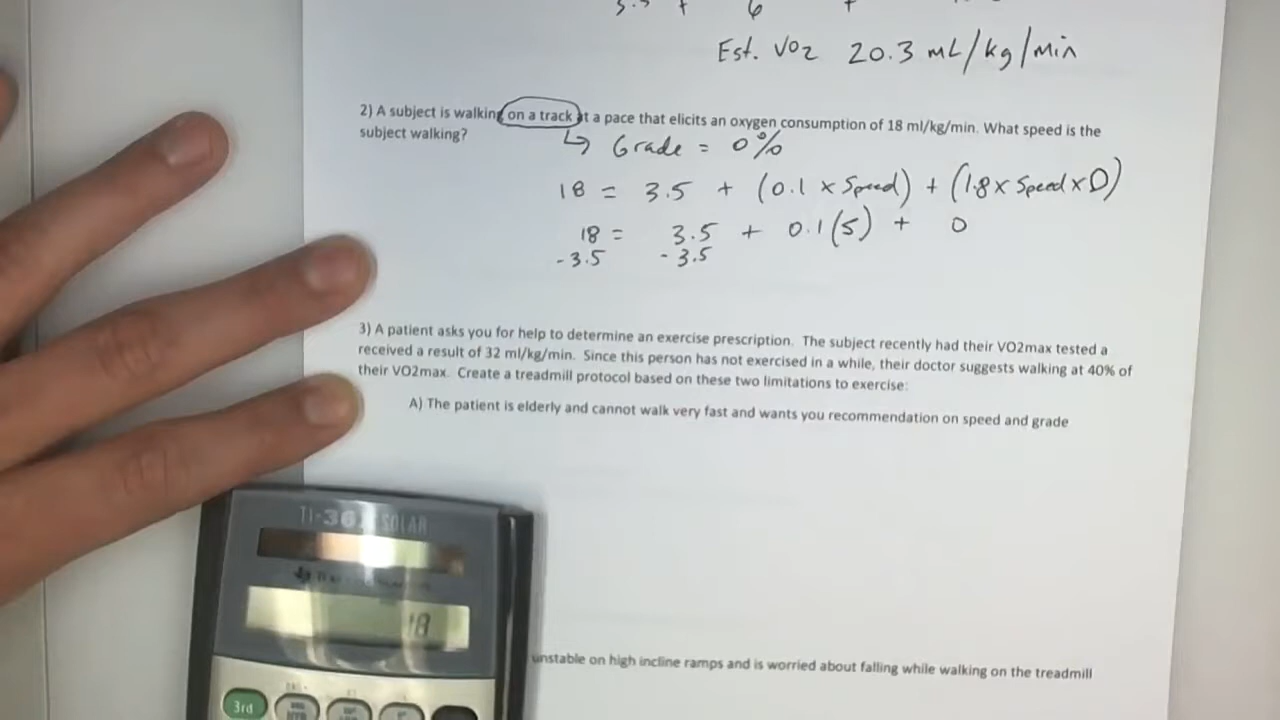 Est. VO2 20.3 mL/kg/min
2) A subject is walking on a track at a pace that elicits an oxygen consumption of 18 ml/kg/min. What speed is the
subject walking?
↳ Grade = 0%
18 = 3.5 + (0.1 x Speed) + (1.8 x Speed x 0)
18 = 3.5 + 0.1(S) + 0
-3.5 -3.5
3) A patient asks you for help to determine an exercise prescription. The subject recently had their VO2max tested a
received a result of 32 ml/kg/min. Since this person has not exercised in a while, their doctor suggests walking at 40% of
their VO2max. Create a treadmill protocol based on these two limitations to exercise:
A) The patient is elderly and cannot walk very fast and wants you recommendation on speed and grade
TI-36X SOLAR
18
unstable on high incline ramps and is worried about falling while walking on the treadmill
3rd